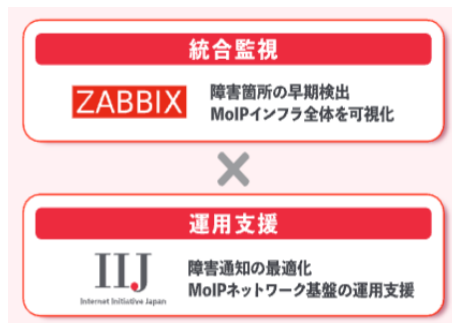 統合監視
ZABBIX
障害箇所の早期検出
MoIPインフラ全体を可視化
×
運用支援
IIJ
Internet Initiative Japan
障害通知の最適化
MoIPネットワーク基盤の運用支援